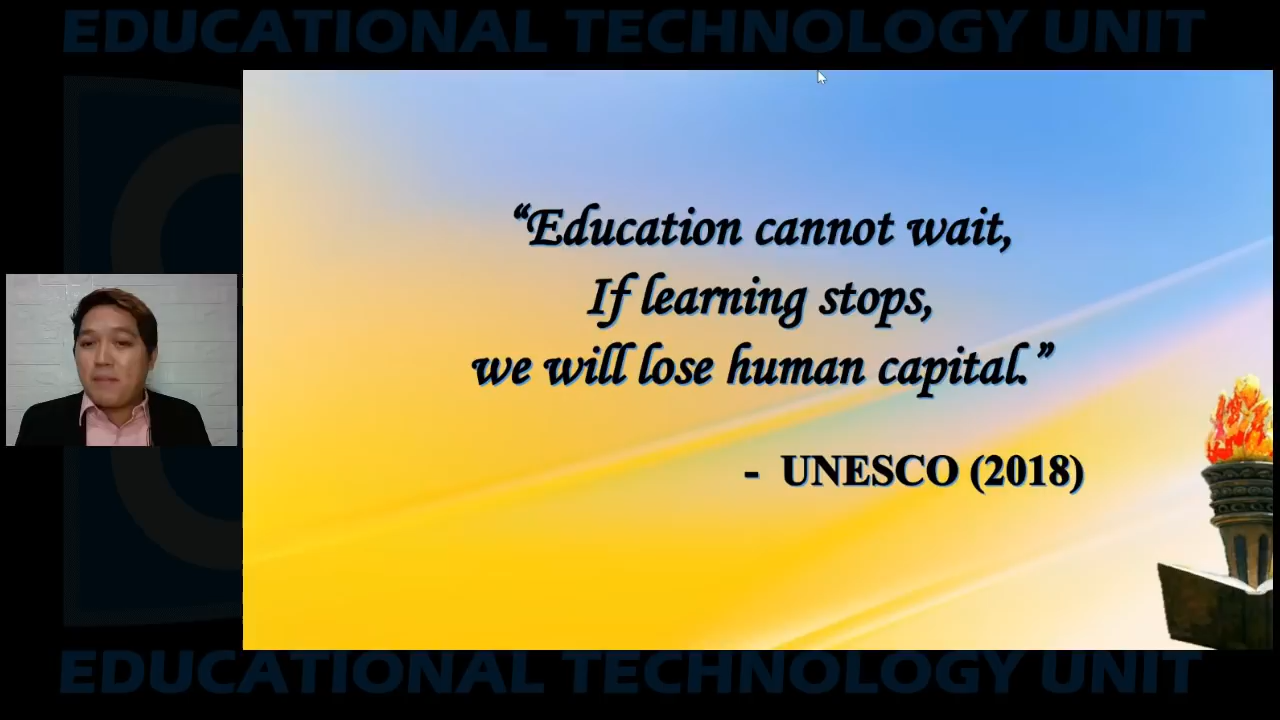 EDUCATIONAL TECHNOLOGY UNIT
“Education cannot wait,
If learning stops,
we will lose human capital.”
- UNESCO (2018)
EDUCATIONAL TECHNOLOGY UNIT